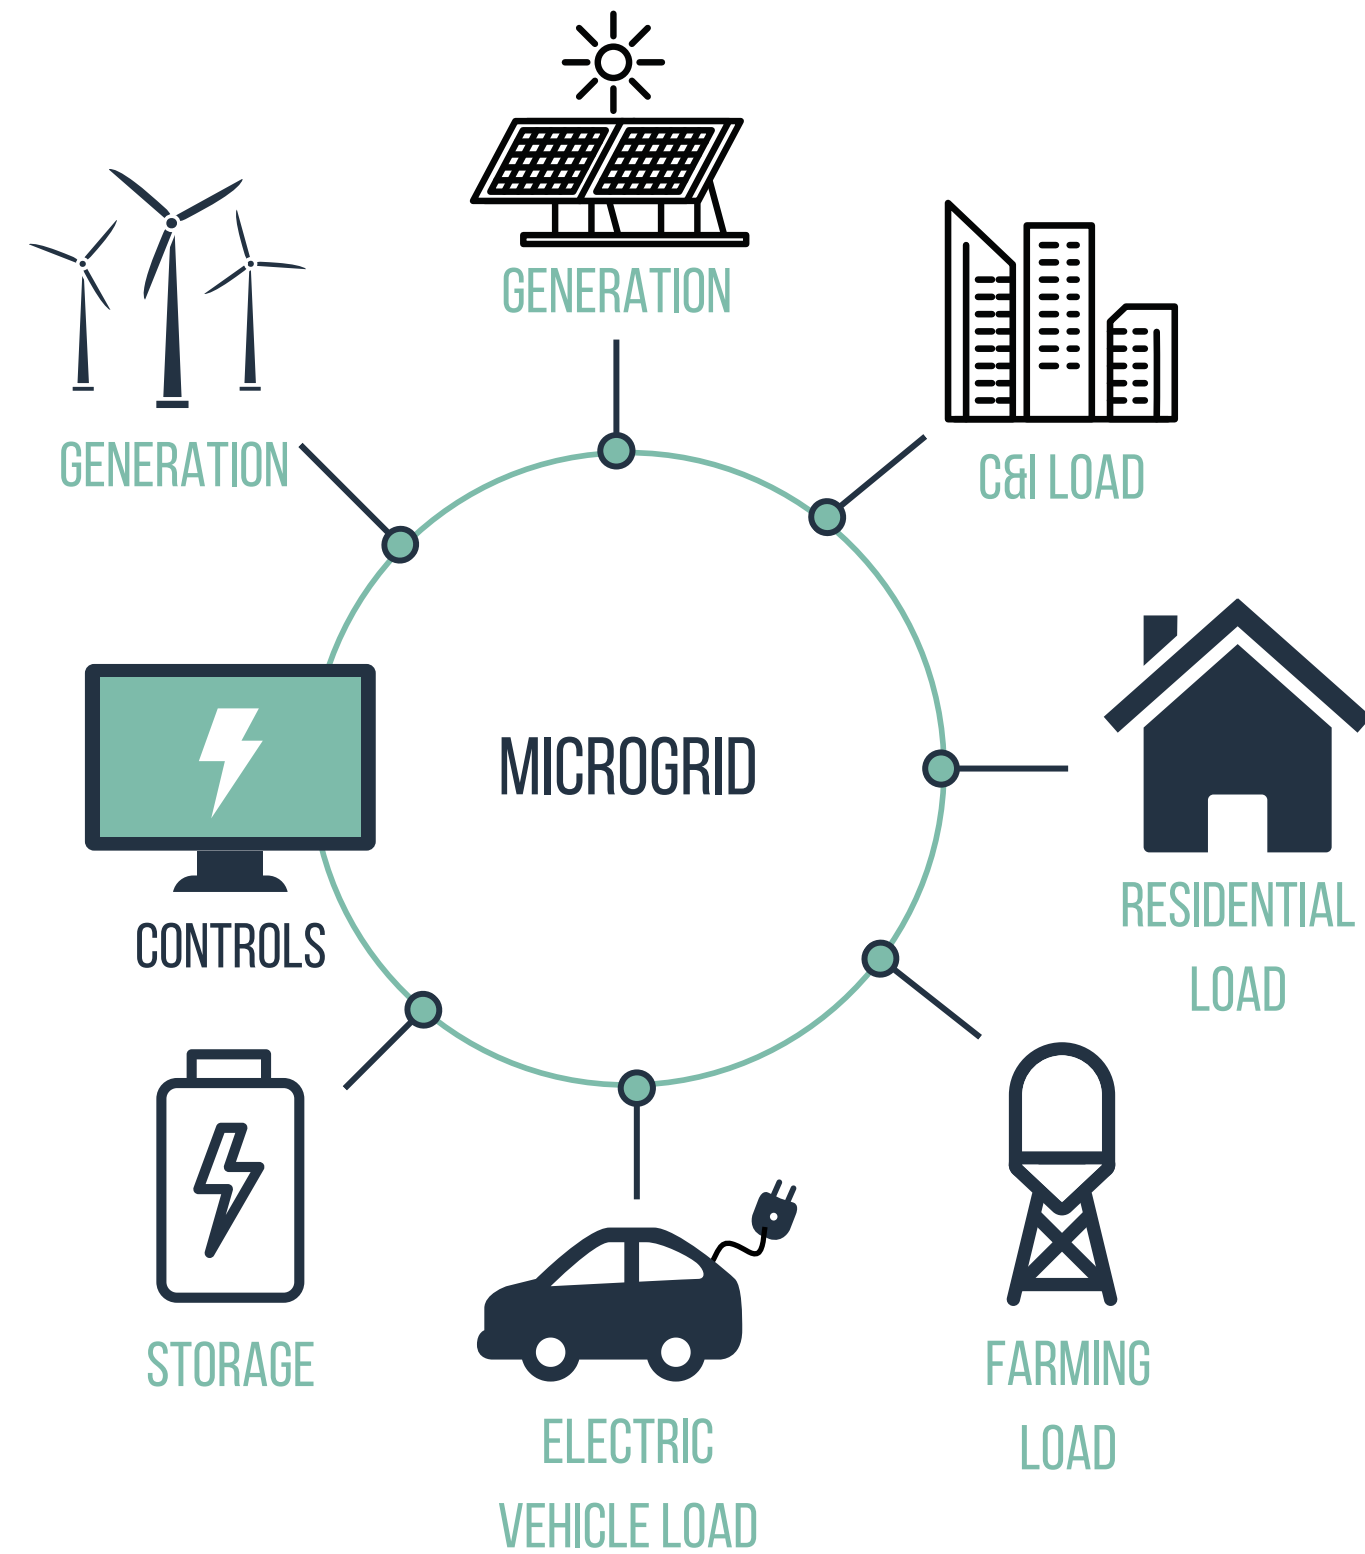 GENERATION
GENERATION
C&I LOAD
MICROGRID
RESIDENTIAL
LOAD
CONTROLS
STORAGE
FARMING
LOAD
ELECTRIC
VEHICLE LOAD